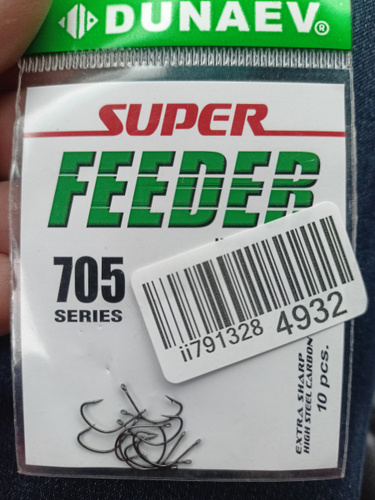 DUNAEV®
SUPER
FEEDER
705
SERIES
ii791328 4932
EXTRA SHARP
HIGH STEEL CARBON
10 pcs.